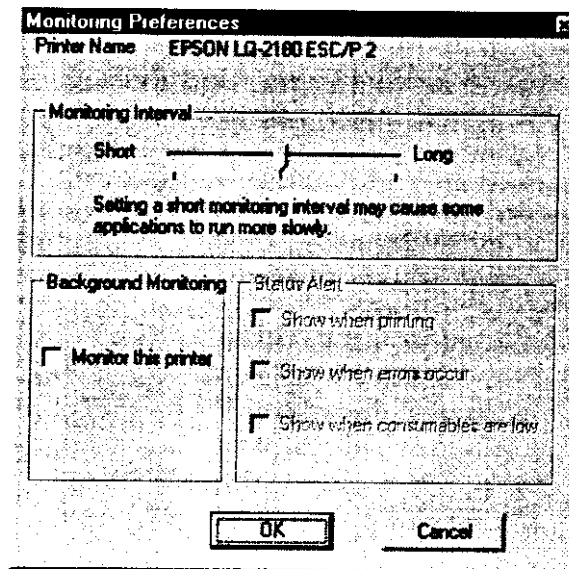 Monitoring Preferences
Printer Name EPSON LQ-2180 ESC/P 2
Monitoring Interval
Short Long
Setting a short monitoring interval may cause some
applications to run more slowly.
Background Monitoring
Monitor this printer
Status Alert
Show when printing
Show when errors occur
Show when consumables are low
OK Cancel